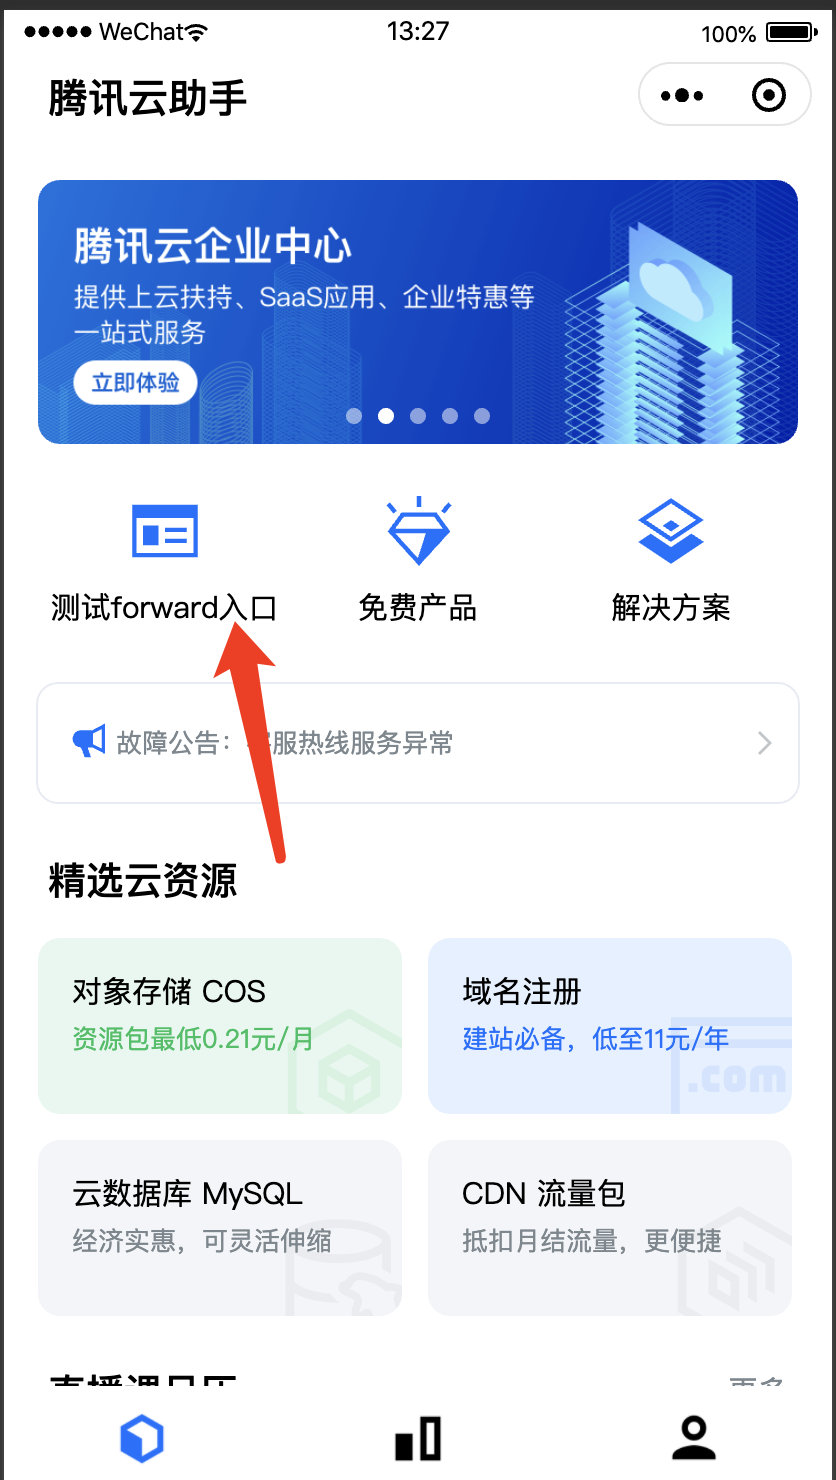 WeChat 13:27 100%
腾讯云助手
腾讯云企业中心
提供上云扶持、SaaS应用、企业特惠等
一站式服务
立即体验
测试forward入口 免费产品 解决方案
故障公告： 服热线服务异常
精选云资源
对象存储 COS
资源包最低0.21元/月
域名注册
建站必备，低至11元/年
.com
云数据库 MySQL
经济实惠，可灵活伸缩
CDN 流量包
抵扣月结流量，更便捷